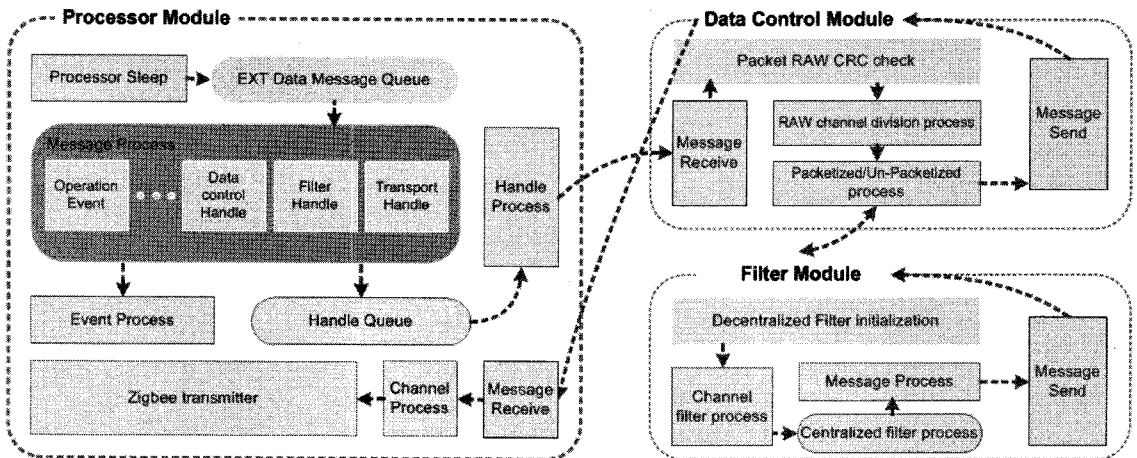 Processor Module
Processor Sleep
EXT Data Message Queue
Message Process
Operation
Event
Data
control
Handle
Filter
Handle
Transport
Handle
Handle
Process
Event Process
Handle Queue
Zigbee transmitter
Channel
Process
Message
Receive
Data Control Module
Packet RAW CRC check
Message
Receive
RAW channel division process
Packetized/Un-Packetized
process
Message
Send
Filter Module
Decentralized Filter initialization
Channel
filter process
Message Process
Centralized filter process
Message
Send